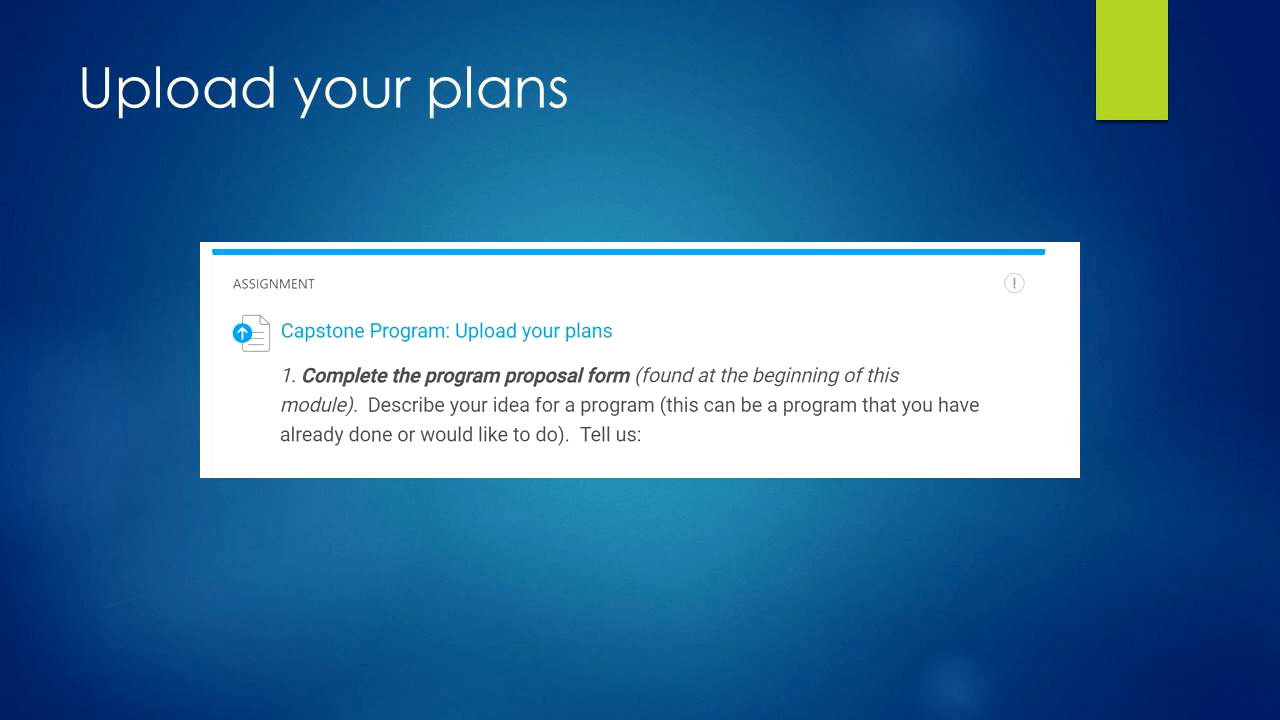 Upload your plans
ASSIGNMENT
Capstone Program: Upload your plans
1. Complete the program proposal form (found at the beginning of this
module).  Describe your idea for a program (this can be a program that you have
already done or would like to do).  Tell us: